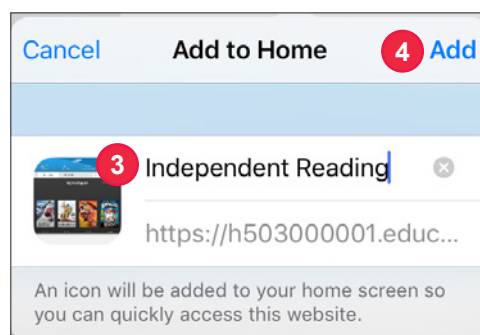 Cancel Add to Home 4 Add
3 Independent Reading
https://h503000001.educ...
An icon will be added to your home screen so
you can quickly access this website.